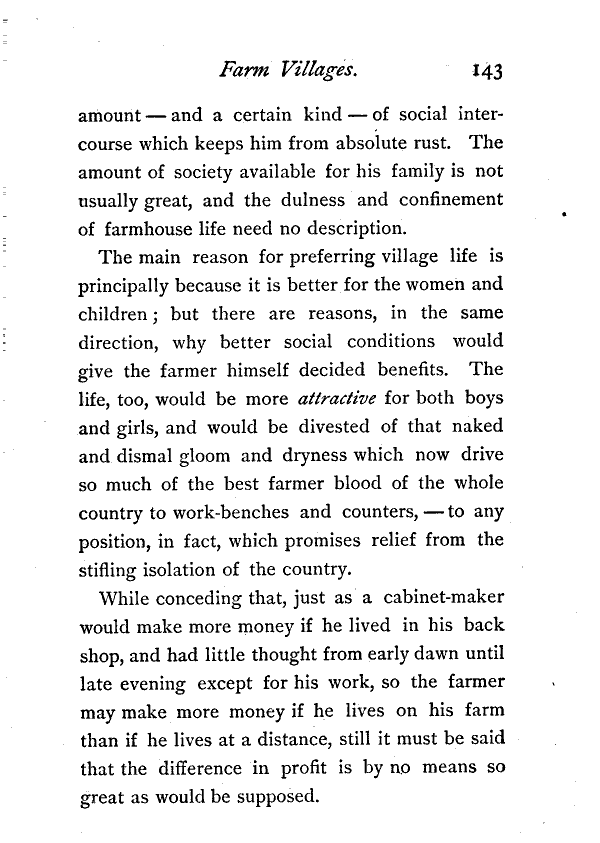 Farm Villages. 143
amount — and a certain kind — of social inter-
course which keeps him from absolute rust. The
amount of society available for his family is not
usually great, and the dulness and confinement
of farmhouse life need no description.
The main reason for preferring village life is
principally because it is better for the women and
children; but there are reasons, in the same
direction, why better social conditions would
give the farmer himself decided benefits. The
life, too, would be more attractive for both boys
and girls, and would be divested of that naked
and dismal gloom and dryness which now drive
so much of the best farmer blood of the whole
country to work-benches and counters, — to any
position, in fact, which promises relief from the
stifling isolation of the country.
While conceding that, just as a cabinet-maker
would make more money if he lived in his back
shop, and had little thought from early dawn until
late evening except for his work, so the farmer
may make more money if he lives on his farm
than if he lives at a distance, still it must be said
that the difference in profit is by no means so
great as would be supposed.